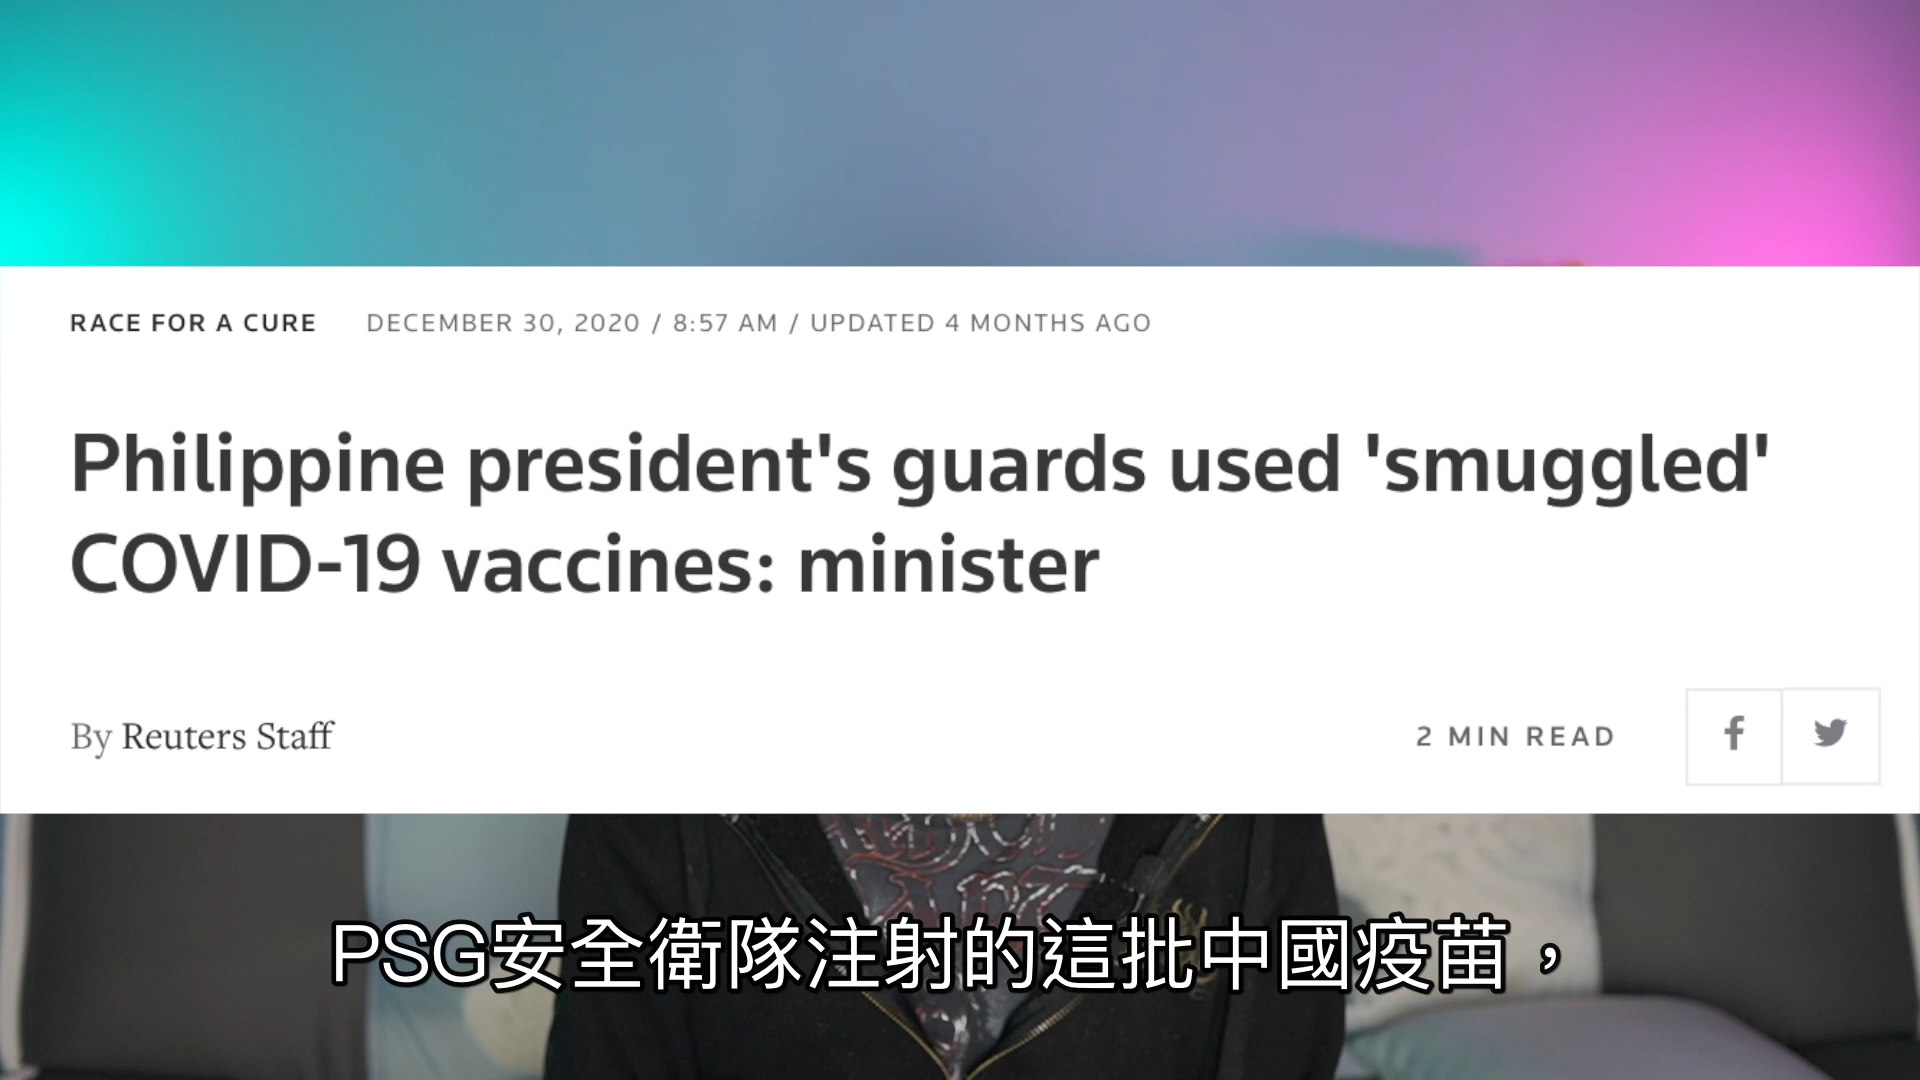 RACE FOR A CURE DECEMBER 30, 2020 / 8:57 AM / UPDATED 4 MONTHS AGO
Philippine president's guards used 'smuggled'
COVID-19 vaccines: minister
By Reuters Staff
2 MIN READ
PSG安全衛隊注射的這批中國疫苗，